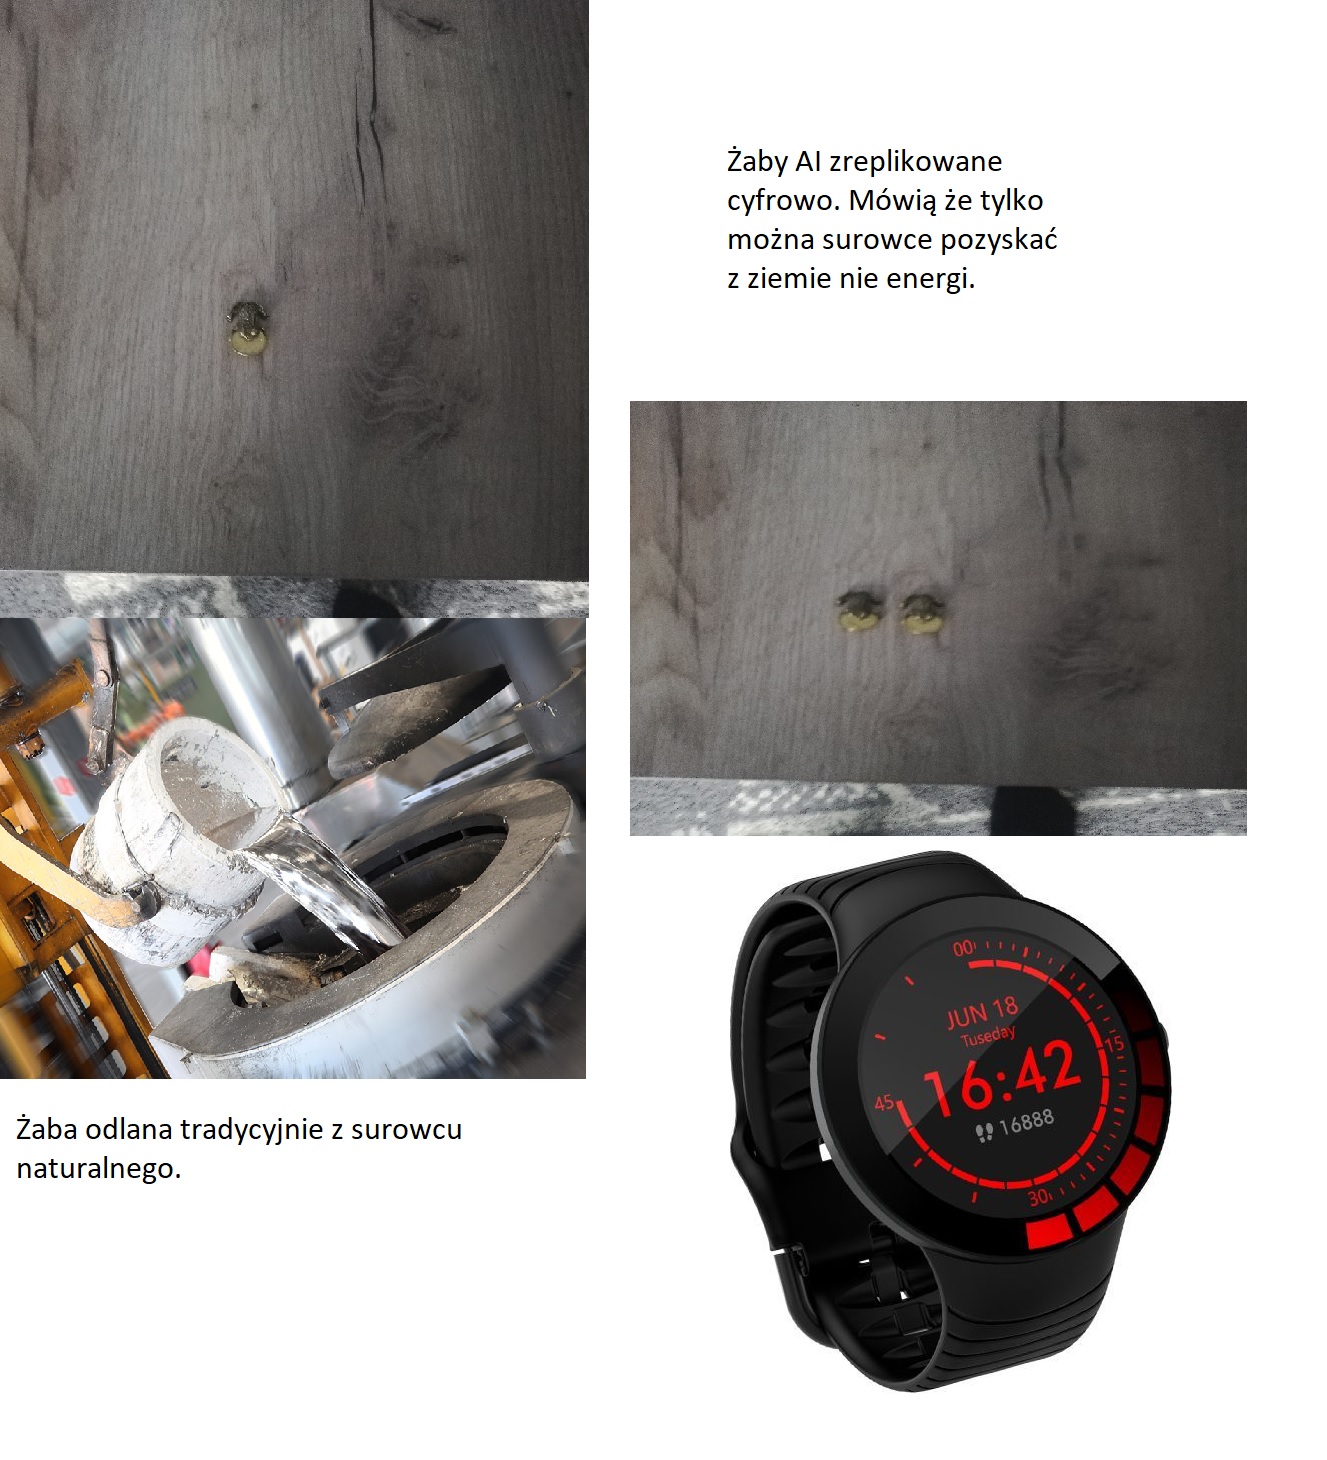 Żaby AI zreplikowane
cyfrowo. Mówią że tylko
można surowce pozyskać
z ziemie nie energi.
00
JUN 18
Tuseday
15
16:42
45
16888
30
Żaba odlana tradycyjnie z surowcu
naturalnego.